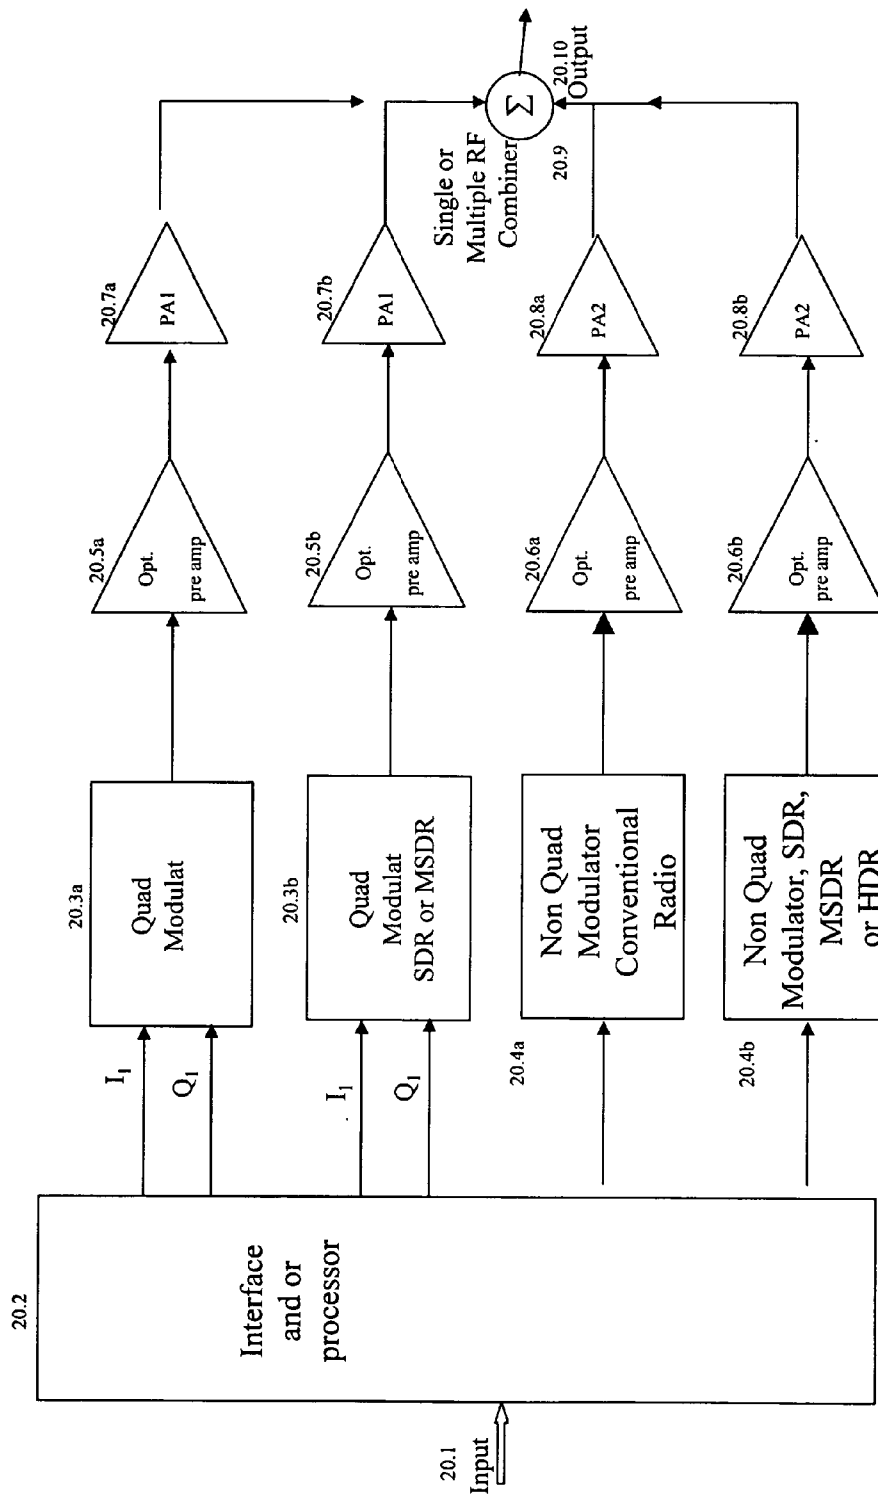 20.1
Input
20.2
Interface
and or
processor
I1
Q1
I1
Q1
20.3a
Quad
Modulat
20.3b
Quad
Modulat
SDR or MSDR
20.4a
Non Quad
Modulator
Conventional
Radio
20.4b
Non Quad
Modulator, SDR,
MSDR
or HDR
20.5a
Opt.
pre amp
20.5b
Opt.
pre amp
20.6a
Opt.
pre amp
20.6b
Opt.
pre amp
20.7a
PA1
20.7b
PA1
20.8a
PA2
20.8b
PA2
Single or
Multiple RF
Combiner
20.9
Σ
20.10
Output